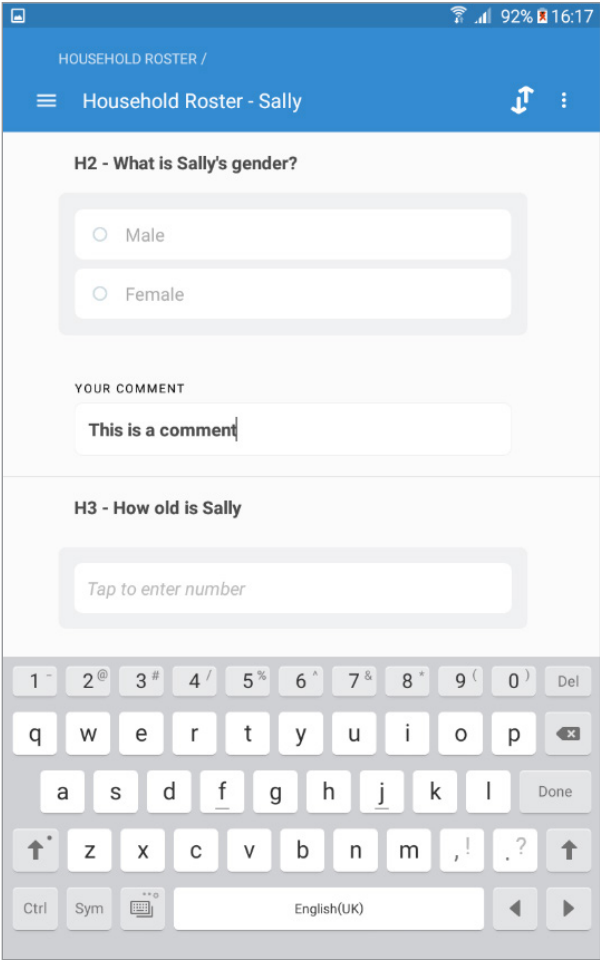 92% 16:17
HOUSEHOLD ROSTER /
Household Roster - Sally
H2 - What is Sally's gender?
Male
Female
YOUR COMMENT
This is a comment
H3 - How old is Sally
Tap to enter number
1 - 2 @ 3 # 4 / 5 % 6 ^ 7 & 8 * 9 ( 0 ) Del
q w e r t y u i o p
a s d f g h j k l Done
z x c v b n m , ! . ?
Ctrl Sym English(UK)